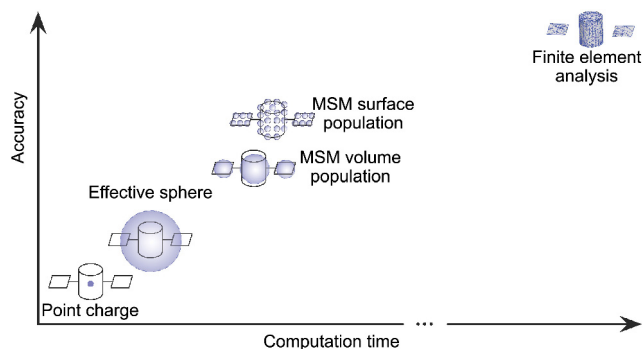 Finite element
analysis
MSM surface
population
MSM volume
population
Effective sphere
Point charge
Accuracy
Computation time
...